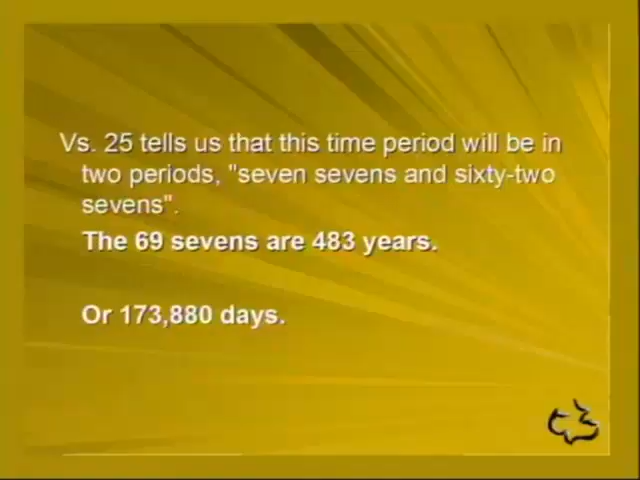 Vs. 25 tells us that this time period will be in
two periods, "seven sevens and sixty-two
sevens".
The 69 sevens are 483 years.
Or 173,880 days.